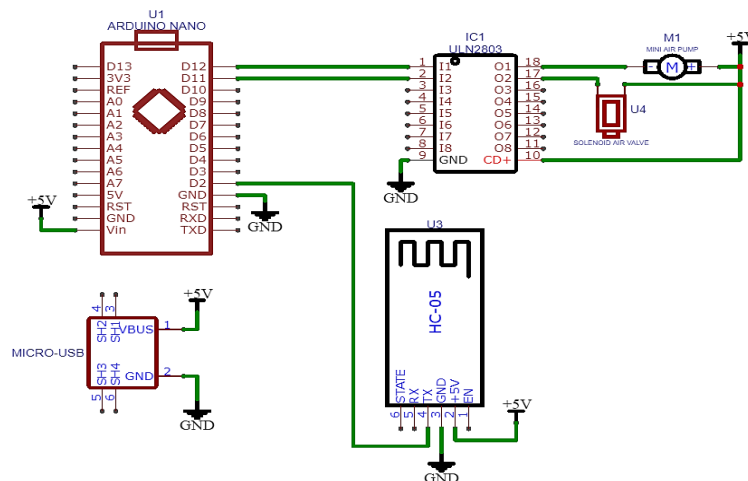 U1
ARDUINO NANO
D13
3V3
REF
A0
A1
A2
A3
A4
A5
A6
A7
5V
RST
GND
Vin
D12
D11
D10
D9
D8
D7
D6
D5
D4
D3
D2
GND
RST
RXD
TXD
+5V
GND
IC1
ULN2803
1 I1
2 I2
3 I3
4 I4
5 I5
6 I6
7 I7
8 I8
9 GND
O1 18
O2 17
O3 16
O4 15
O5 14
O6 13
O7 12
O8 11
CD+ 10
GND
M1
MINI AIR PUMP
- M +
+5V
U4
SOLENOID AIR VALVE
MICRO-USB
4 SH2
3 SH1
5 SH3
6 SH4
VBUS 1
GND 2
+5V
GND
U3
HC-05
6 STATE
5 RX
4 TX
3 GND
2 +5V
1 EN
+5V
GND